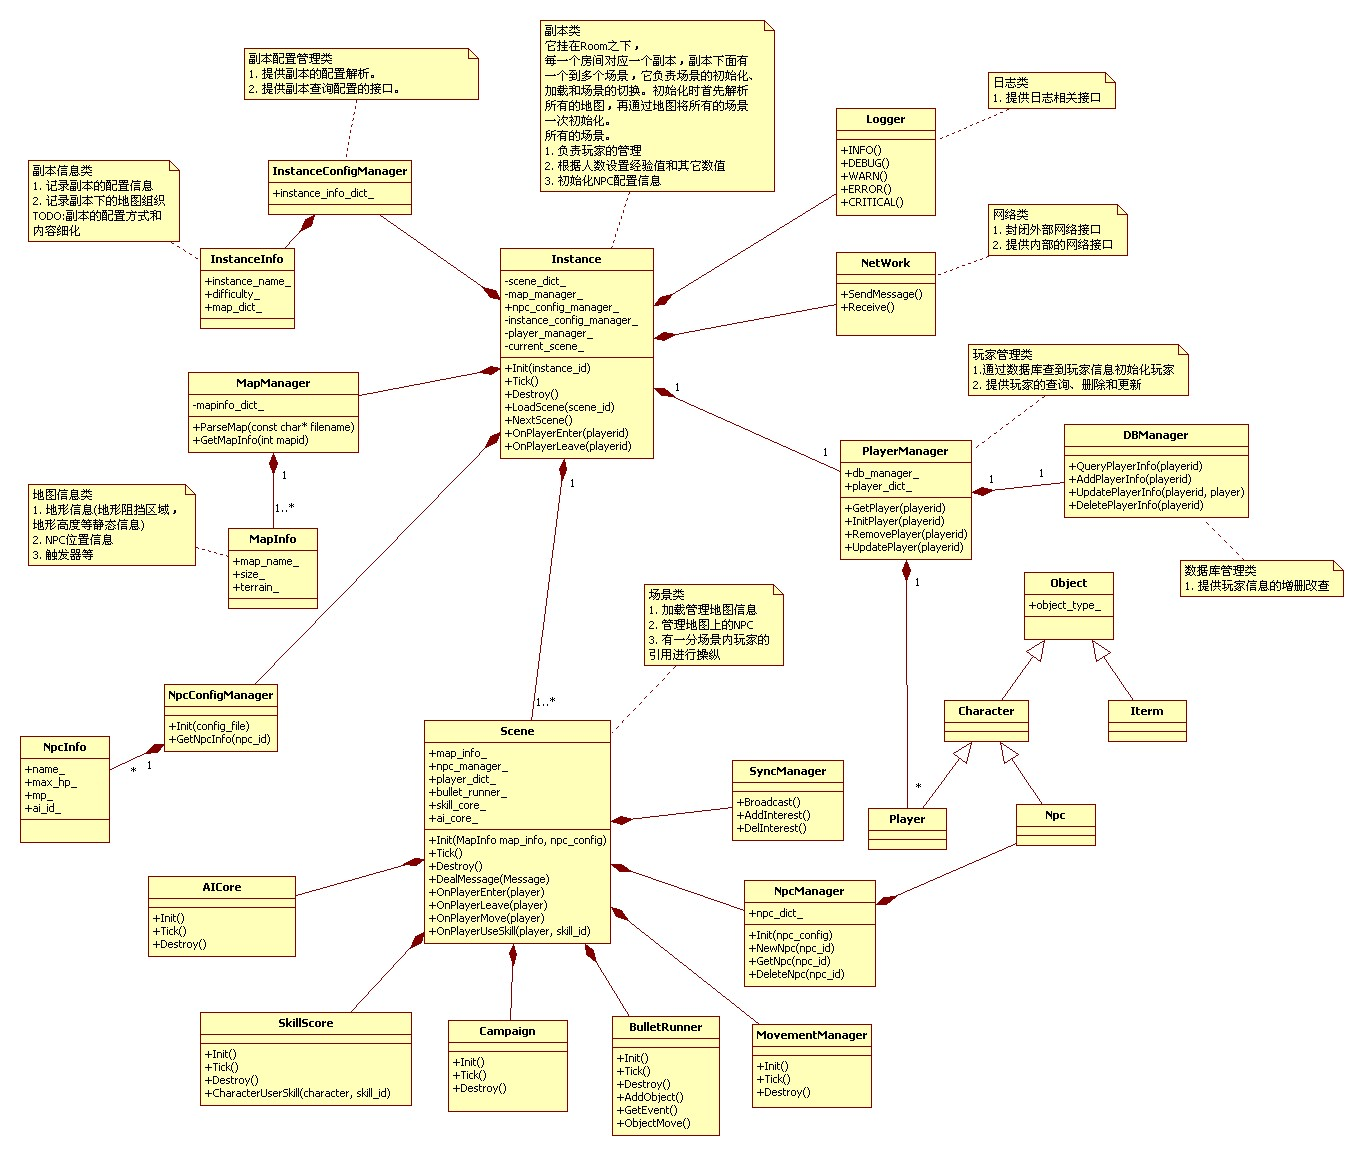 副本类
它挂在Room之下，
每一个房间对应一个副本，副本下面有
一个到多个场景，它负责场景的初始化、
加载和场景的切换。初始化时首先解析
所有的地图，再通过地图将所有的场景
一次初始化。
所有的场景。
1. 负责玩家的管理
2. 根据人数设置经验值和其它数值
3. 初始化NPC配置信息
副本配置管理类
1. 提供副本的配置解析。
2. 提供副本查询配置的接口。
日志类
1. 提供日志相关接口
Logger
+INFO()
+DEBUG()
+WARN()
+ERROR()
+CRITICAL()
副本信息类
1. 记录副本的配置信息
2. 记录副本下的地图组织
TODO:副本的配置方式和
内容细化
InstanceConfigManager
+instance_info_dict_
网络类
1. 封闭外部网络接口
2. 提供内部的网络接口
InstanceInfo
+instance_name_
+difficulty_
+map_dict_
Instance
-scene_dict_
-map_manager_
+npc_config_manager_
-instance_config_manager_
-player_manager_
-current_scene_
+Init(instance_id)
+Tick()
+Destroy()
+LoadScene(scene_id)
+NextScene()
+OnPlayerEnter(playerid)
+OnPlayerLeave(playerid)
NetWork
+SendMessage()
+Receive()
玩家管理类
1.通过数据库查到玩家信息初始化玩家
2. 提供玩家的查询、删除和更新
MapManager
-mapinfo_dict_
+ParseMap(const char* filename)
+GetMapInfo(int mapid)
1
1
1
1..*
1
PlayerManager
+db_manager_
+player_dict_
+GetPlayer(playerid)
+InitPlayer(playerid)
+RemovePlayer(playerid)
+UpdatePlayer(playerid)
1
1
DBManager
+QueryPlayerInfo(playerid)
+AddPlayerInfo(playerid)
+UpdatePlayerInfo(playerid, player)
+DeletePlayerInfo(playerid)
地图信息类
1. 地形信息(地形阻挡区域，
地形高度等静态信息)
2. NPC位置信息
3. 触发器等
MapInfo
+map_name_
+size_
+terrain_
数据库管理类
1. 提供玩家信息的增册改查
1
Object
+object_type_
场景类
1. 加载管理地图信息
2. 管理地图上的NPC
3. 有一分场景内玩家的
引用进行操纵
1..*
NpcConfigManager
+Init(config_file)
+GetNpcInfo(npc_id)
Character
Iterm
NpcInfo
+name_
+max_hp_
+mp_
+ai_id_
*
1
Scene
+map_info_
+npc_manager_
+player_dict_
+bullet_runner_
+skill_core_
+ai_core_
+Init(MapInfo map_info, npc_config)
+Tick()
+Destroy()
+DealMessage(Message)
+OnPlayerEnter(player)
+OnPlayerLeave(player)
+OnPlayerMove(player)
+OnPlayerUseSkill(player, skill_id)
SyncManager
+Broadcast()
+AddInterest()
+DelInterest()
*
Player
Npc
AICore
+Init()
+Tick()
+Destroy()
NpcManager
+npc_dict_
+Init(npc_config)
+NewNpc(npc_id)
+GetNpc(npc_id)
+DeleteNpc(npc_id)
SkillScore
+Init()
+Tick()
+Destroy()
+CharacterUserSkill(character, skill_id)
Campaign
+Init()
+Tick()
+Destroy()
BulletRunner
+Init()
+Tick()
+Destroy()
+AddObject()
+GetEvent()
+ObjectMove()
MovementManager
+Init()
+Tick()
+Destroy()